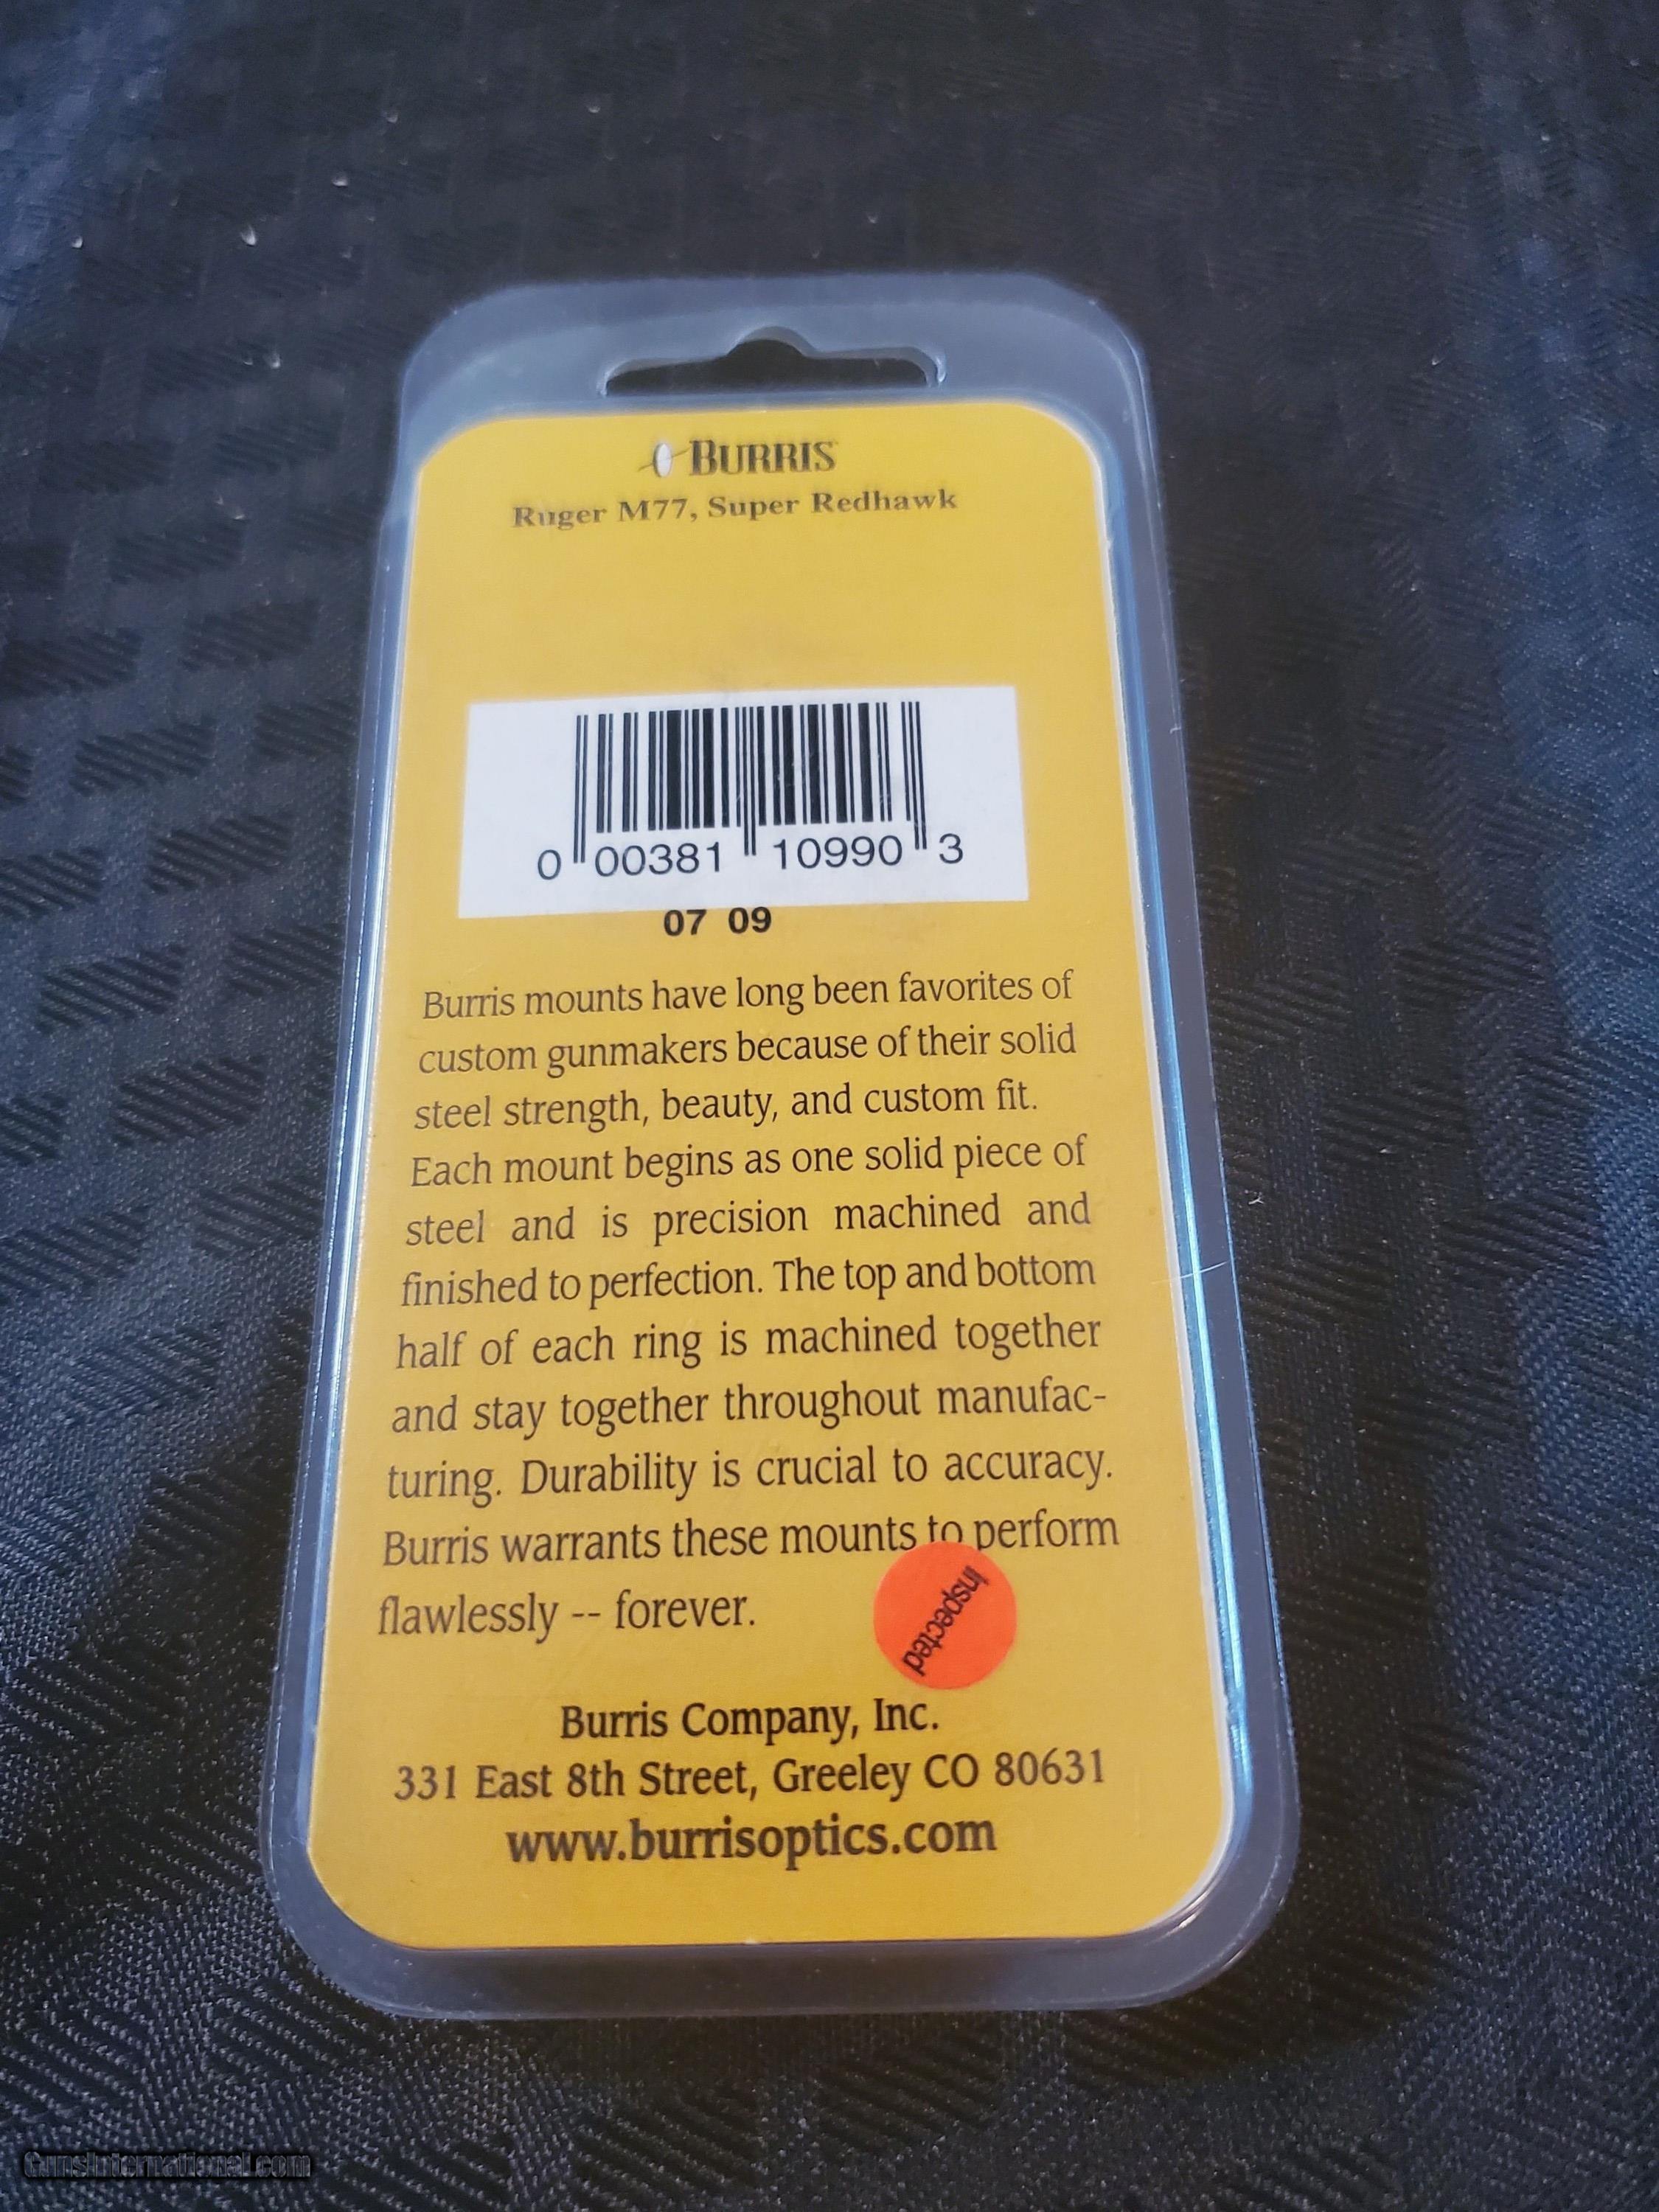 BURRIS
Ruger M77, Super Redhawk
0 00381 10990 3
07 09
Burris mounts have long been favorites of
custom gunmakers because of their solid
steel strength, beauty, and custom fit.
Each mount begins as one solid piece of
steel and is precision machined and
finished to perfection. The top and bottom
half of each ring is machined together
and stay together throughout manufac-
turing. Durability is crucial to accuracy.
Burris warrants these mounts to perform
flawlessly -- forever.
Inspected
Burris Company, Inc.
331 East 8th Street, Greeley CO 80631
www.burrisoptics.com
GunsInternational.com